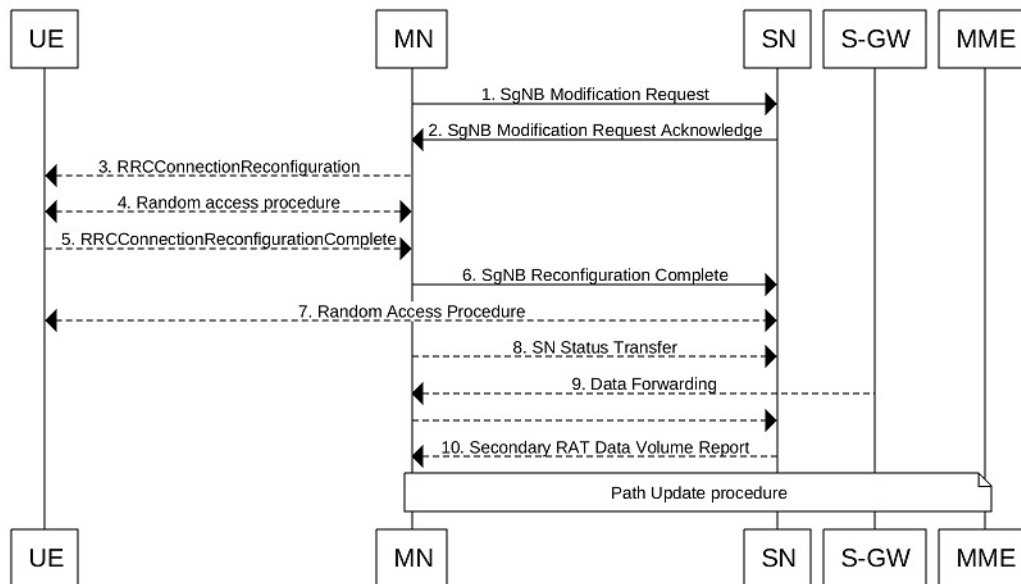 UE MN SN S-GW MME
1. SgNB Modification Request
2. SgNB Modification Request Acknowledge
3. RRCConnectionReconfiguration
4. Random access procedure
5. RRCConnectionReconfigurationComplete
6. SgNB Reconfiguration Complete
7. Random Access Procedure
8. SN Status Transfer
9. Data Forwarding
10. Secondary RAT Data Volume Report
Path Update procedure
UE MN SN S-GW MME